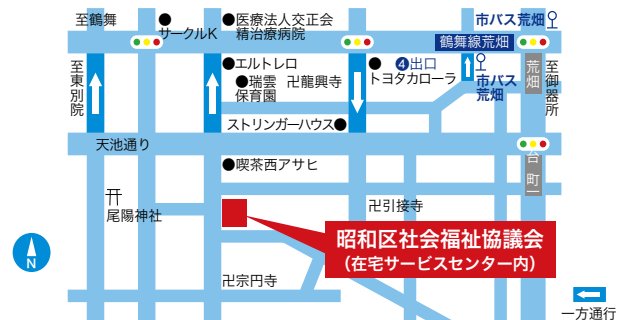 至鶴舞
サークルK
医療法人交正会
精治療病院
市バス荒畑
鶴舞線荒畑
至東別院
エルトレロ
瑞雲
保育園
卍龍興寺
4出口
トヨタカローラ
市バス
荒畑
荒畑
至御器所
ストリンガーハウス
天池通り
喫茶西アサヒ
台町一
尾陽神社
卍引接寺
昭和区社会福祉協議会
（在宅サービスセンター内）
卍宗円寺
N
一方通行